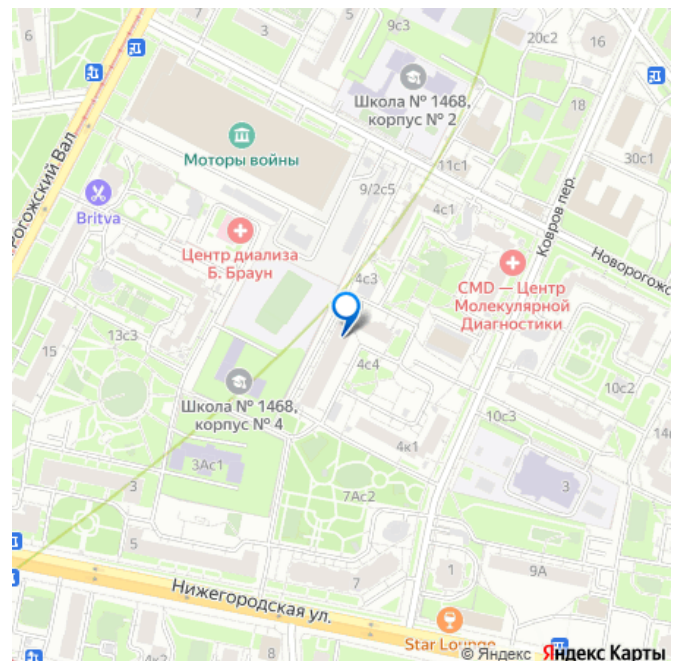 3
7
5
9с3
20с2
16
6
Школа № 1468,
корпус № 2
18
Моторы войны
11с1
30с1
9/2с5
рогожский Вал
Britva
4с1
Ковров пер.
Центр диализа
Б. Браун
Новорогожс
4с3
CMD — Центр
Молекулярной
Диагностики
13с3
15
4с4
Школа № 1468,
корпус № 4
10с2
10с3
4к1
14
3Ас1
3
3
7Ас2
5
Нижегородская ул.
7
1
9А
Star Lounge
4к2
8
© Яндекс Яндекс Карты